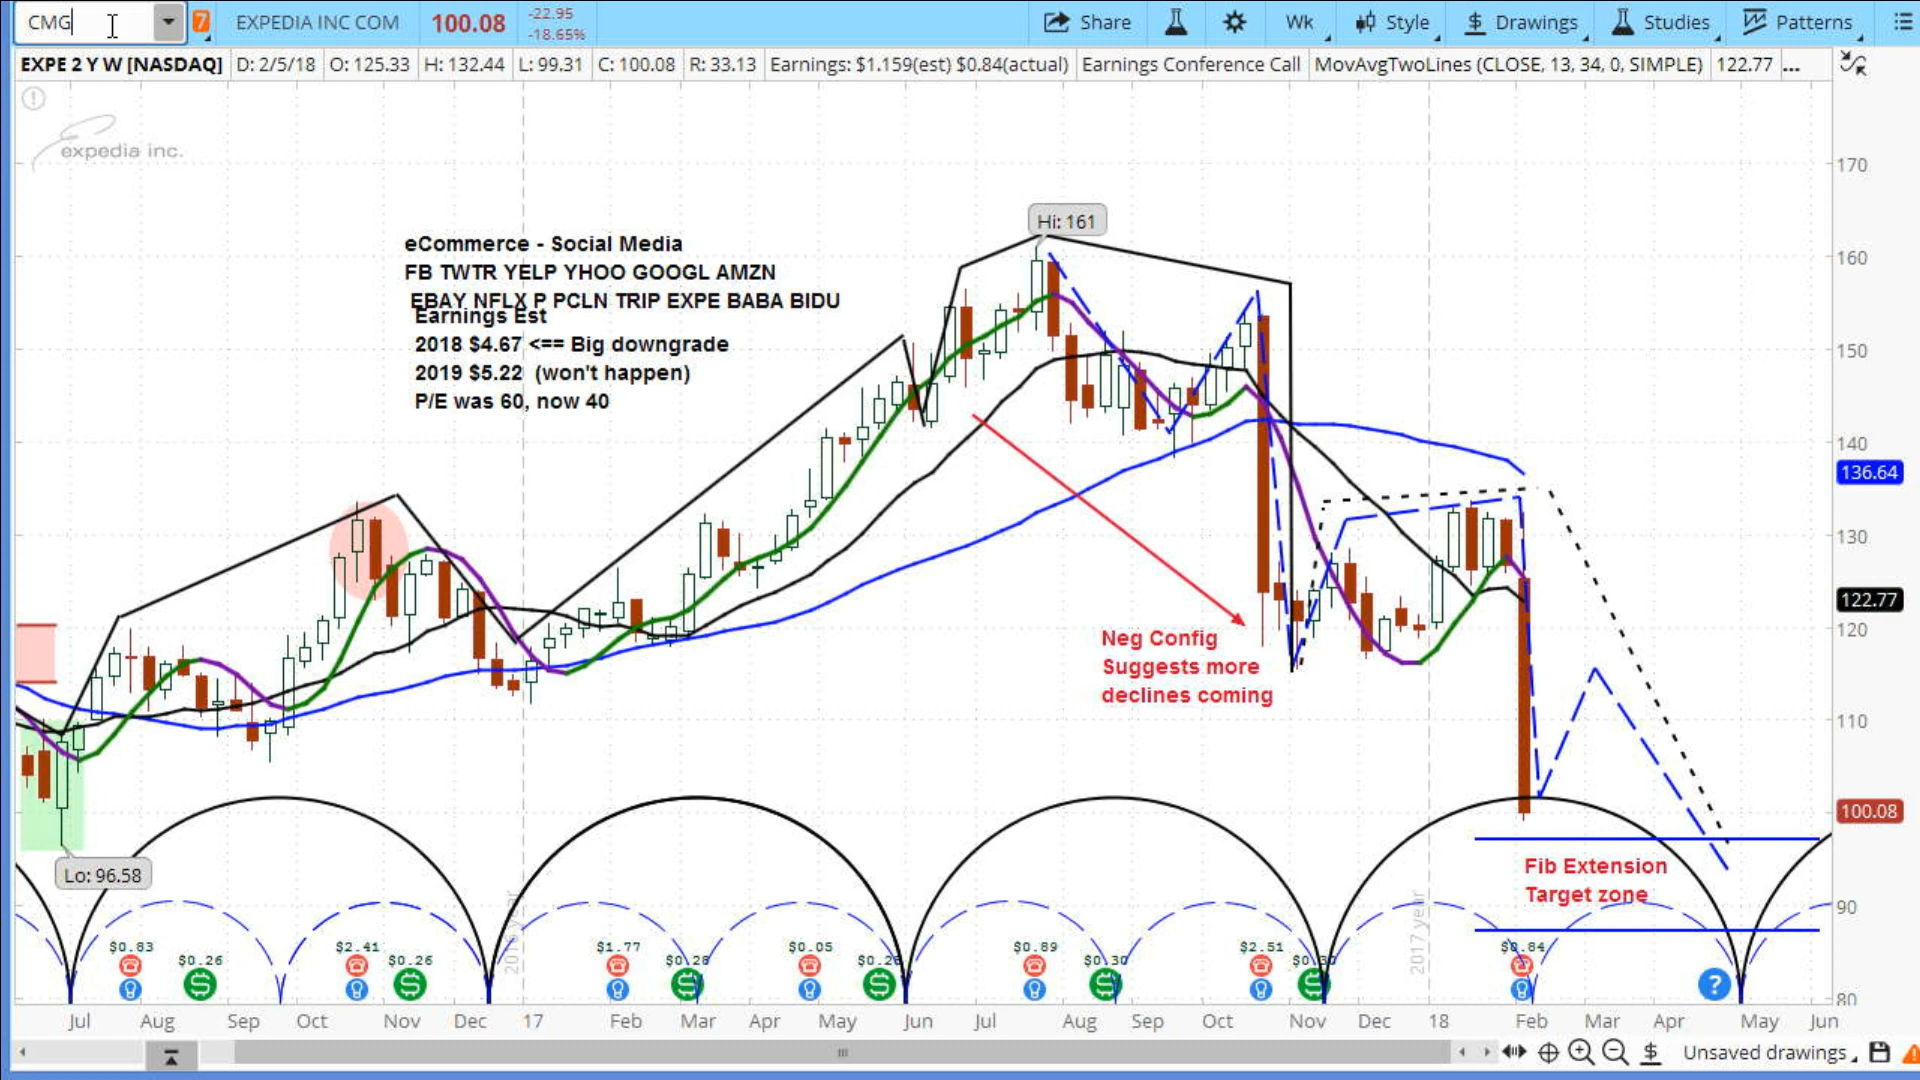 CMG
7
EXPEDIA INC COM
100.08
-22.95
-18.65%
Share
Wk
Style
$ Drawings
Studies
Patterns
EXPE 2 Y W [NASDAQ]
D: 2/5/18
O: 125.33
H: 132.44
L: 99.31
C: 100.08
R: 33.13
Earnings: $1.159(est) $0.84(actual)
Earnings Conference Call
MovAvgTwoLines (CLOSE, 13, 34, 0, SIMPLE)
122.77
...
expedia inc.
eCommerce - Social Media
FB TWTR YELP YHOO GOOGL AMZN
EBAY NFLX P PCLN TRIP EXPE BABA BIDU
Earnings Est
2018 $4.67 <== Big downgrade
2019 $5.22 (won't happen)
P/E was 60, now 40
Hi: 161
Lo: 96.58
Neg Config
Suggests more
declines coming
Fib Extension
Target zone
170
160
150
140
136.64
130
122.77
120
110
100.08
90
80
2016 year
2017 year
$0.83
$0.26
$2.41
$0.26
$1.77
$0.28
$0.05
$0.89
$0.30
$2.51
$0.84
?
Jul
Aug
Sep
Oct
Nov
Dec
17
Feb
Mar
Apr
May
Jun
Jul
Aug
Sep
Oct
Nov
Dec
18
Feb
Mar
Apr
May
Jun
$
Unsaved drawings